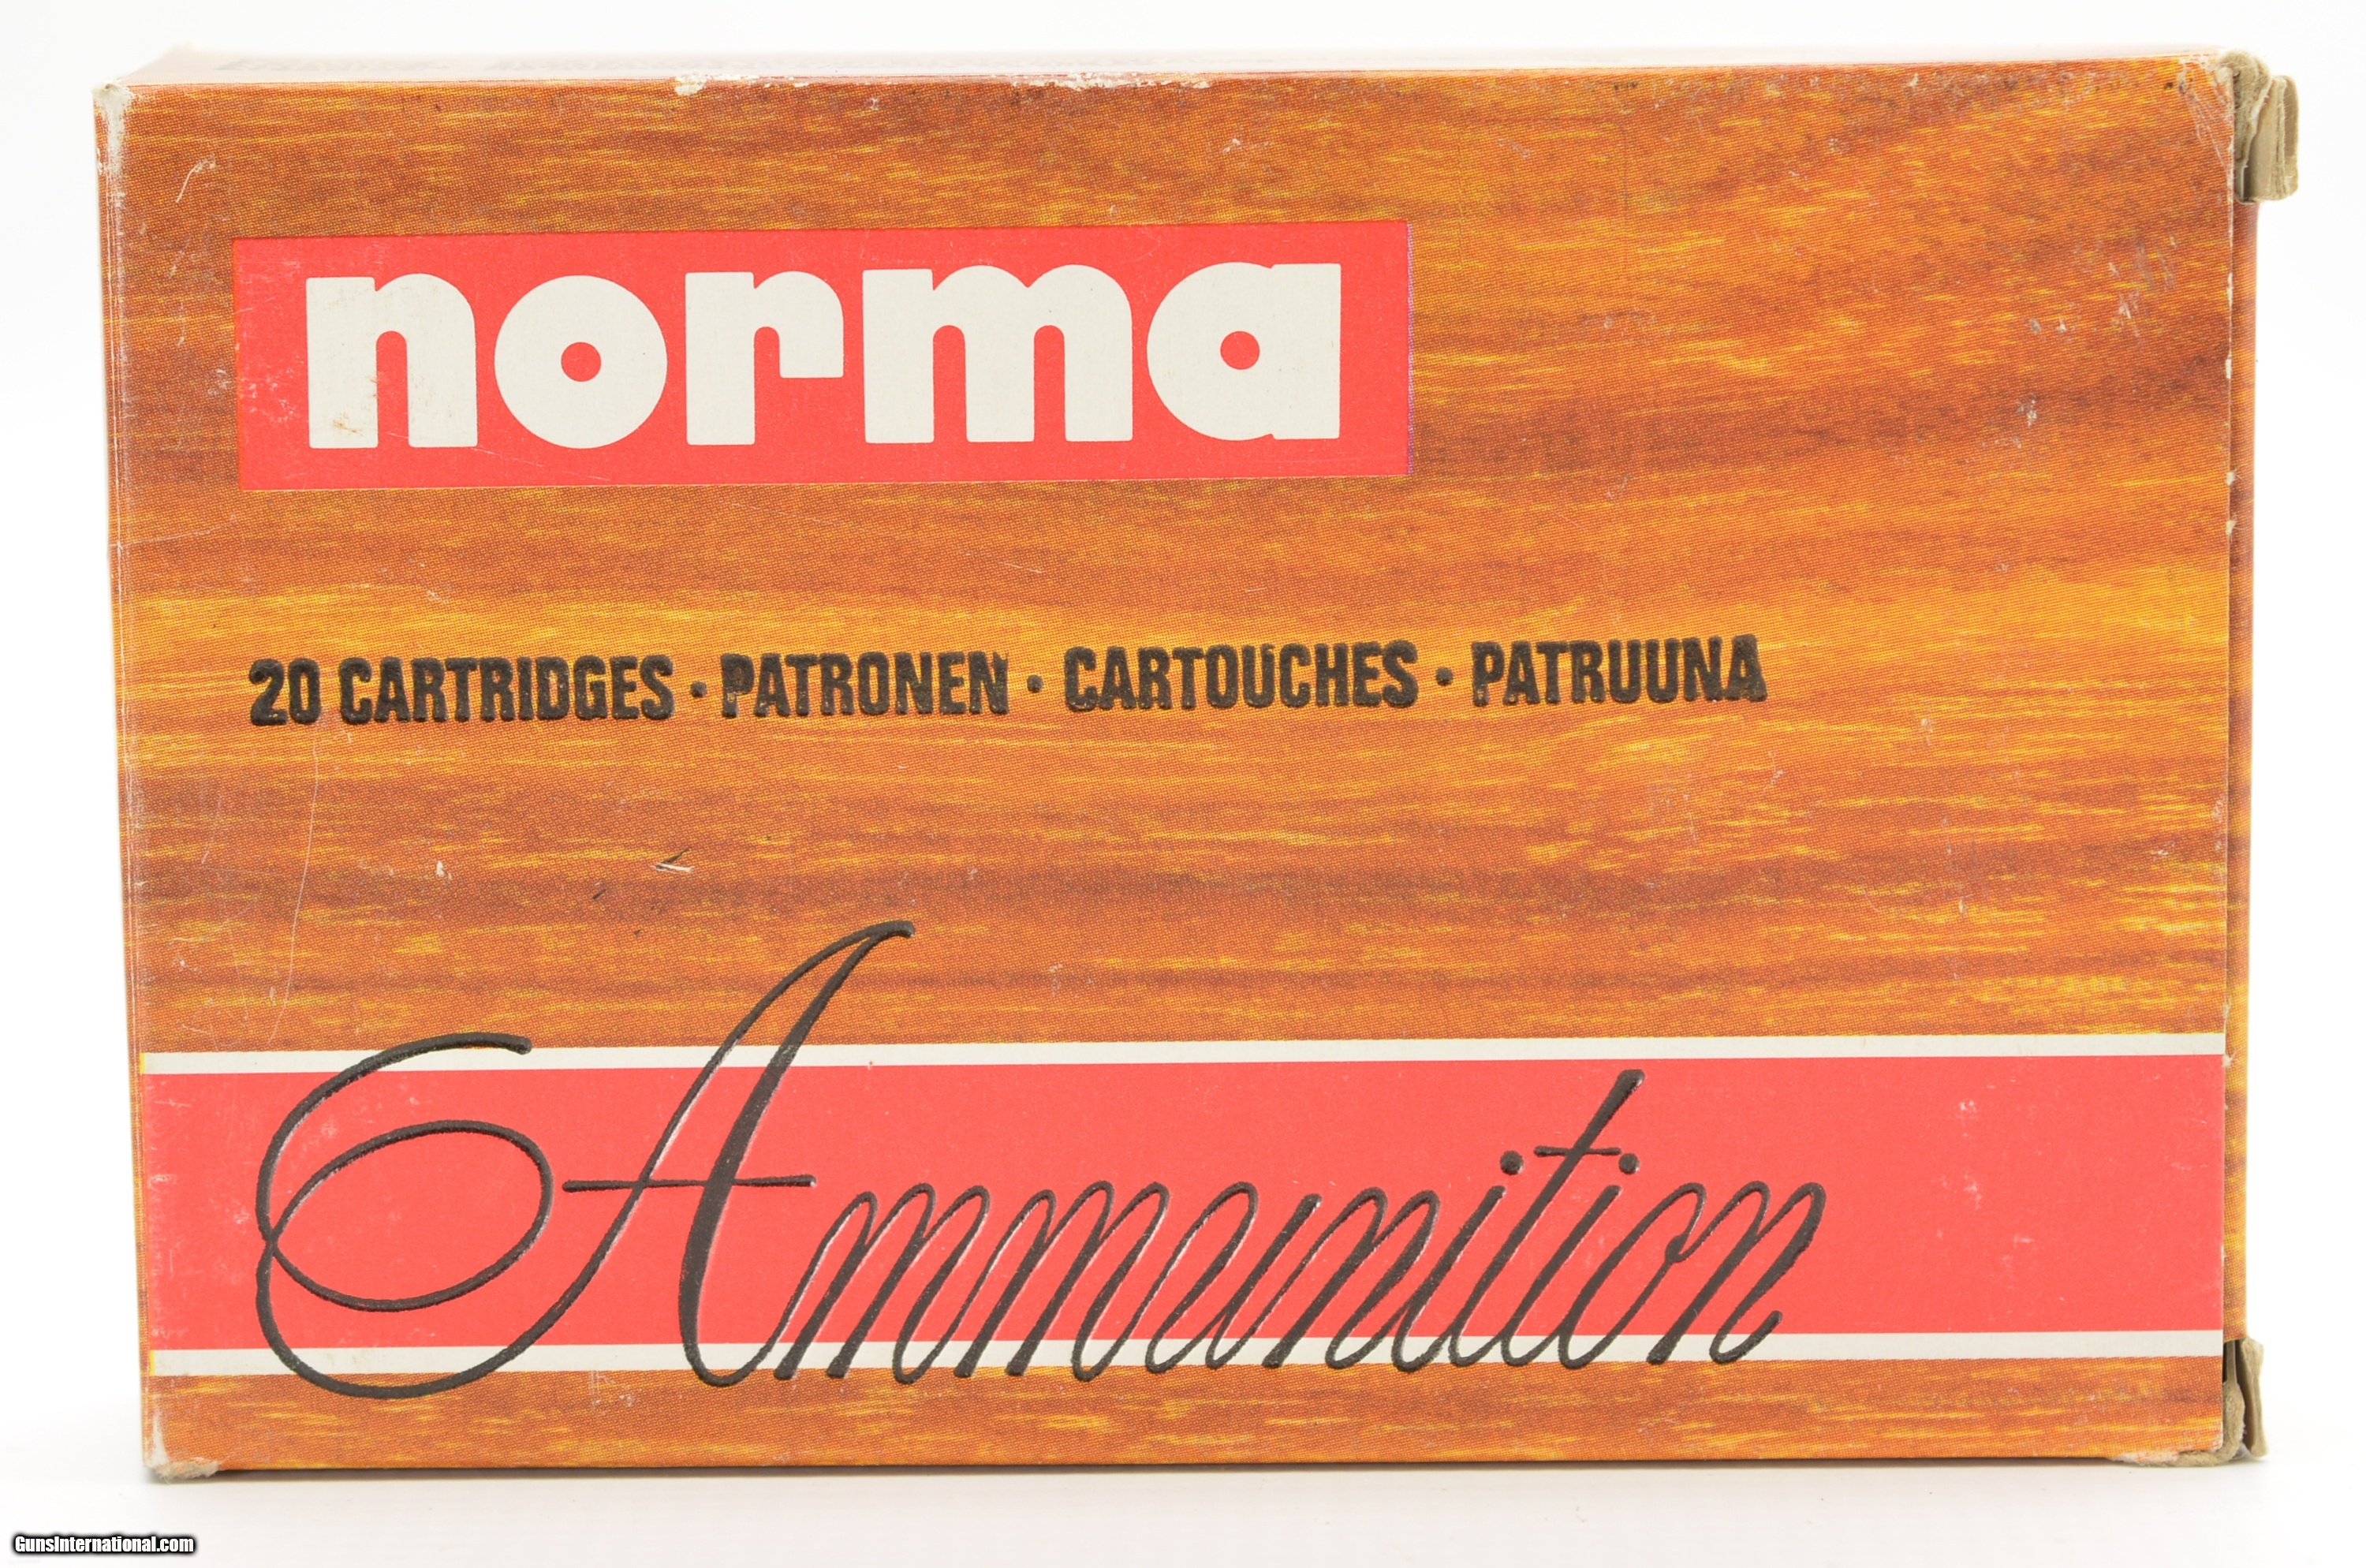 norma
20 CARTRIDGES · PATRONEN · CARTOUCHES · PATRUUNA
Ammunition
GunsInternational.com